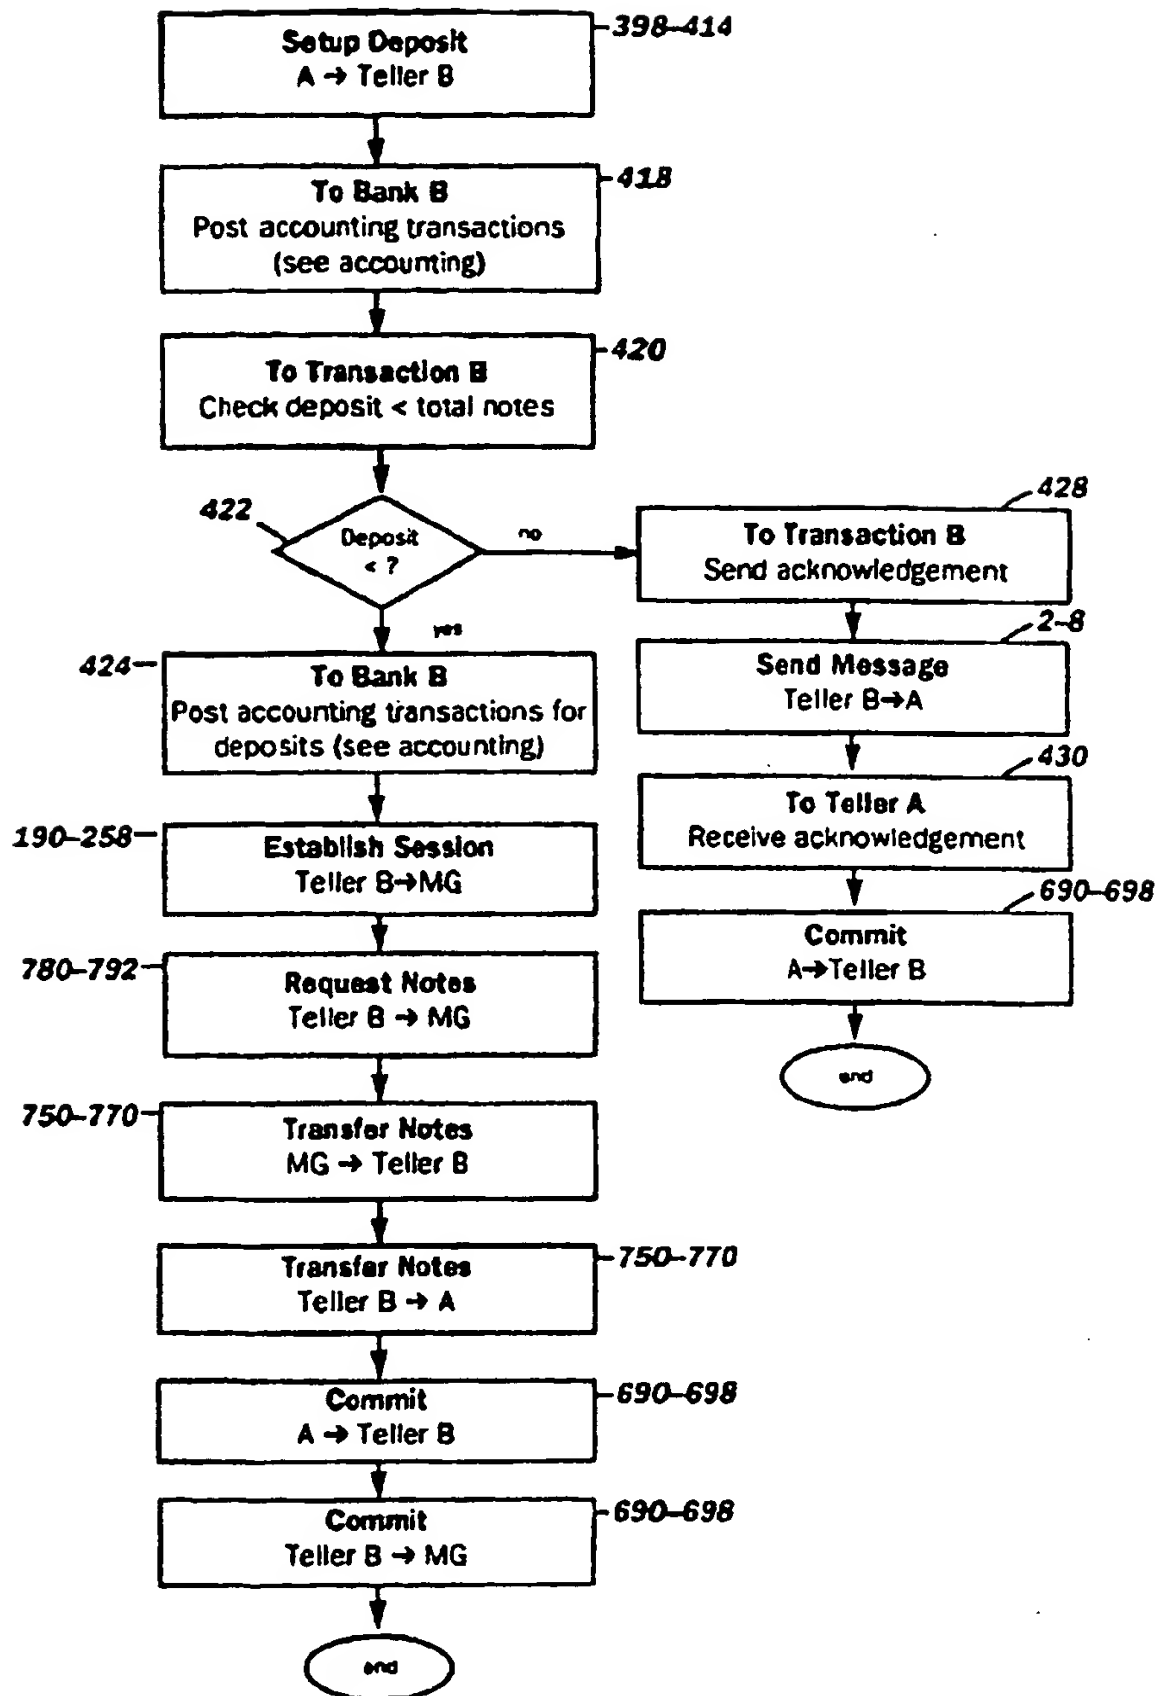 Setup Deposit
A → Teller B
398–414
To Bank B
Post accounting transactions
(see accounting)
418
To Transaction B
Check deposit < total notes
420
422
Deposit
< ?
no
yes
428
To Transaction B
Send acknowledgement
2–8
Send Message
Teller B→A
430
To Teller A
Receive acknowledgement
690–698
Commit
A→Teller B
end
424
To Bank B
Post accounting transactions for
deposits (see accounting)
190–258
Establish Session
Teller B→MG
780–792
Request Notes
Teller B → MG
750–770
Transfer Notes
MG → Teller B
Transfer Notes
Teller B → A
750–770
Commit
A → Teller B
690–698
Commit
Teller B → MG
690–698
end